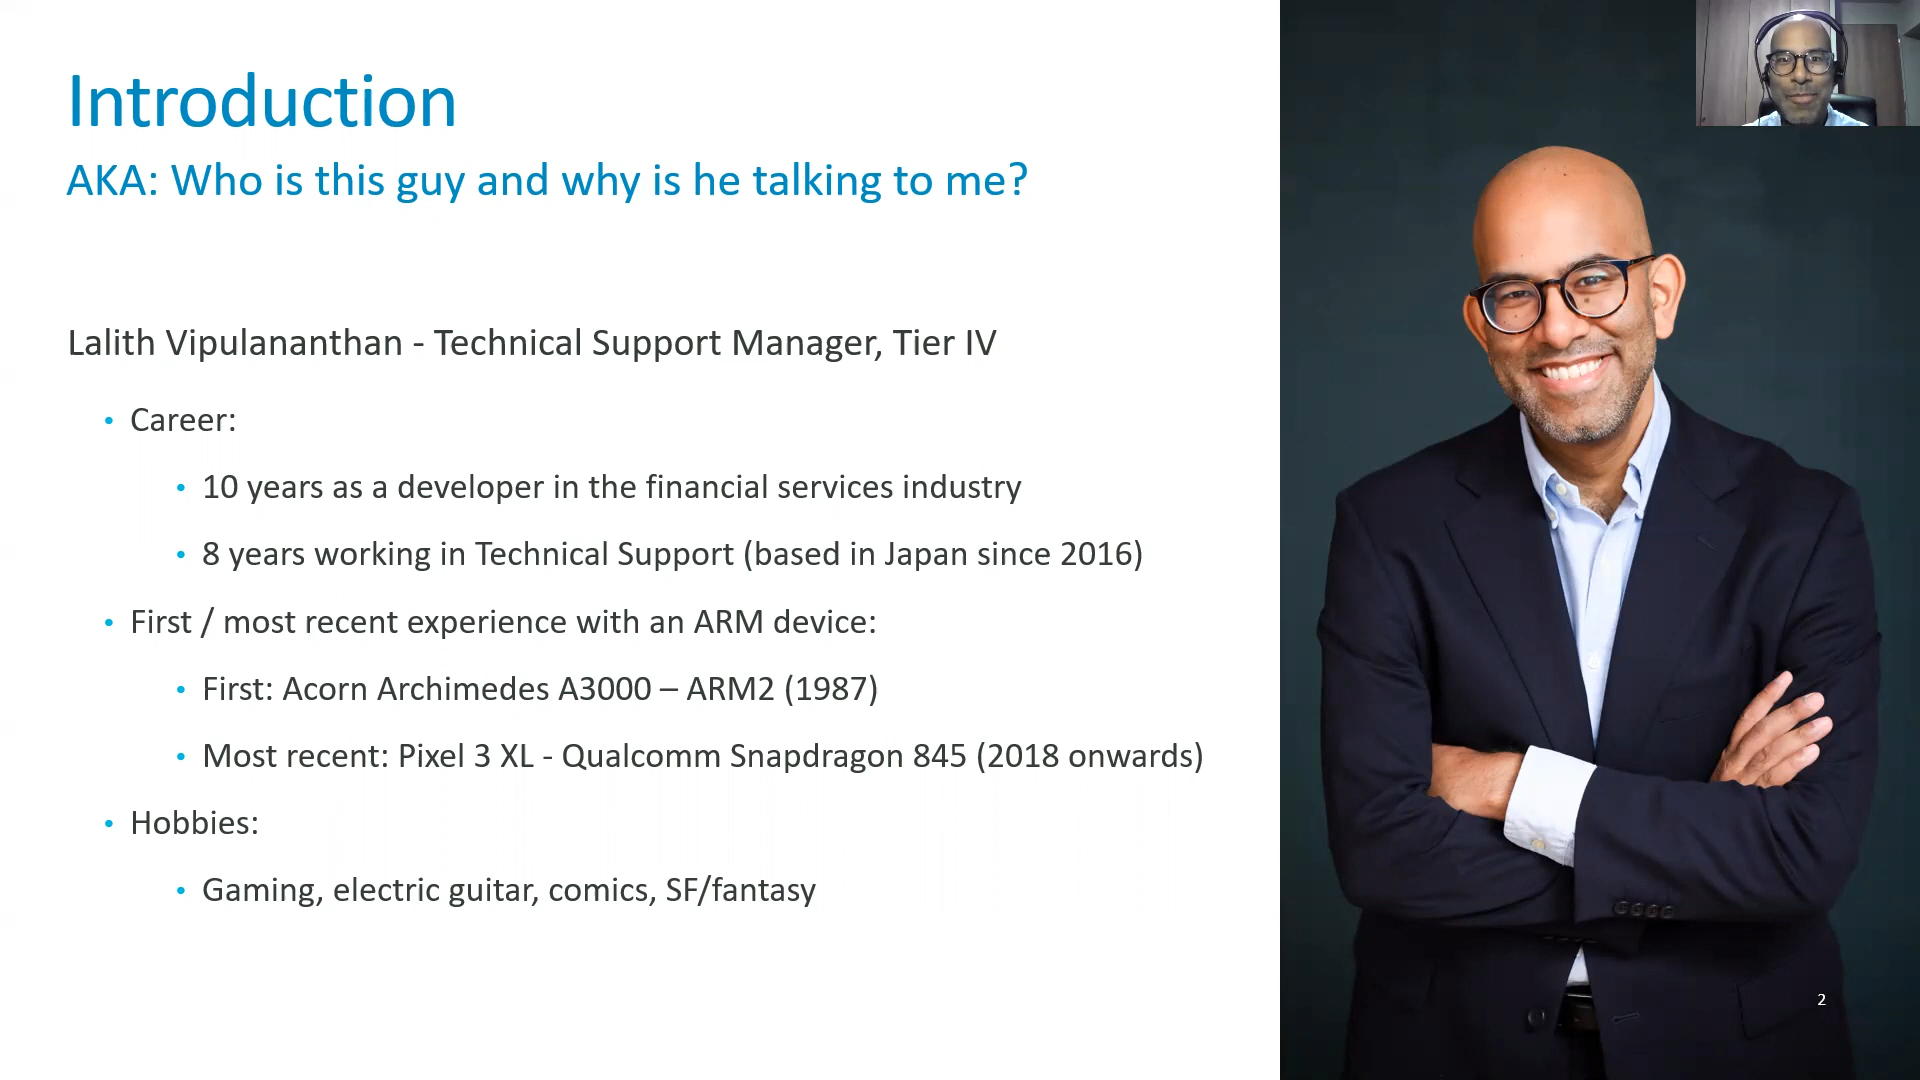 Introduction
AKA: Who is this guy and why is he talking to me?
Lalith Vipulananthan - Technical Support Manager, Tier IV
• Career:
• 10 years as a developer in the financial services industry
• 8 years working in Technical Support (based in Japan since 2016)
• First / most recent experience with an ARM device:
• First: Acorn Archimedes A3000 – ARM2 (1987)
• Most recent: Pixel 3 XL - Qualcomm Snapdragon 845 (2018 onwards)
• Hobbies:
• Gaming, electric guitar, comics, SF/fantasy
2